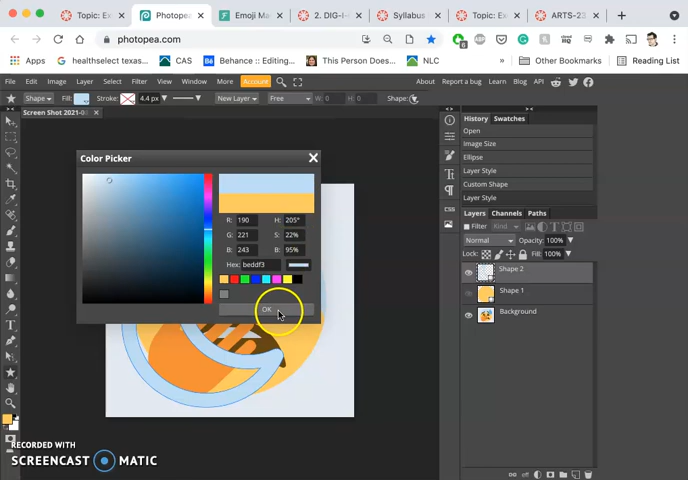 Topic: Ex
Photopea
Emoji Ma
2. DIG-I-
Syllabus
Topic: Ex
ARTS-23
photopea.com
healthselect texas...
CAS
Behance :: Editing...
This Person Does...
NLC
Other Bookmarks
Reading List
File Edit Image Layer Select Filter View Window More Account
About Report a bug Learn Blog API
Shape
Fill:
Stroke:
4.4 px
New Layer
Free
W: 0
H: 0
Shape:
Screen Shot 2021-0
Color Picker
R: 190 H: 205°
G: 221 S: 22%
B: 243 B: 95%
Hex: beddf3
OK
History Swatches
Open
Image Size
Ellipse
Layer Style
Custom Shape
Layer Style
Layers Channels Paths
Filter Kind
Normal Opacity: 100%
Lock: Fill: 100%
Shape 2
Shape 1
Background
CSS
RECORDED WITH
SCREENCAST MATIC